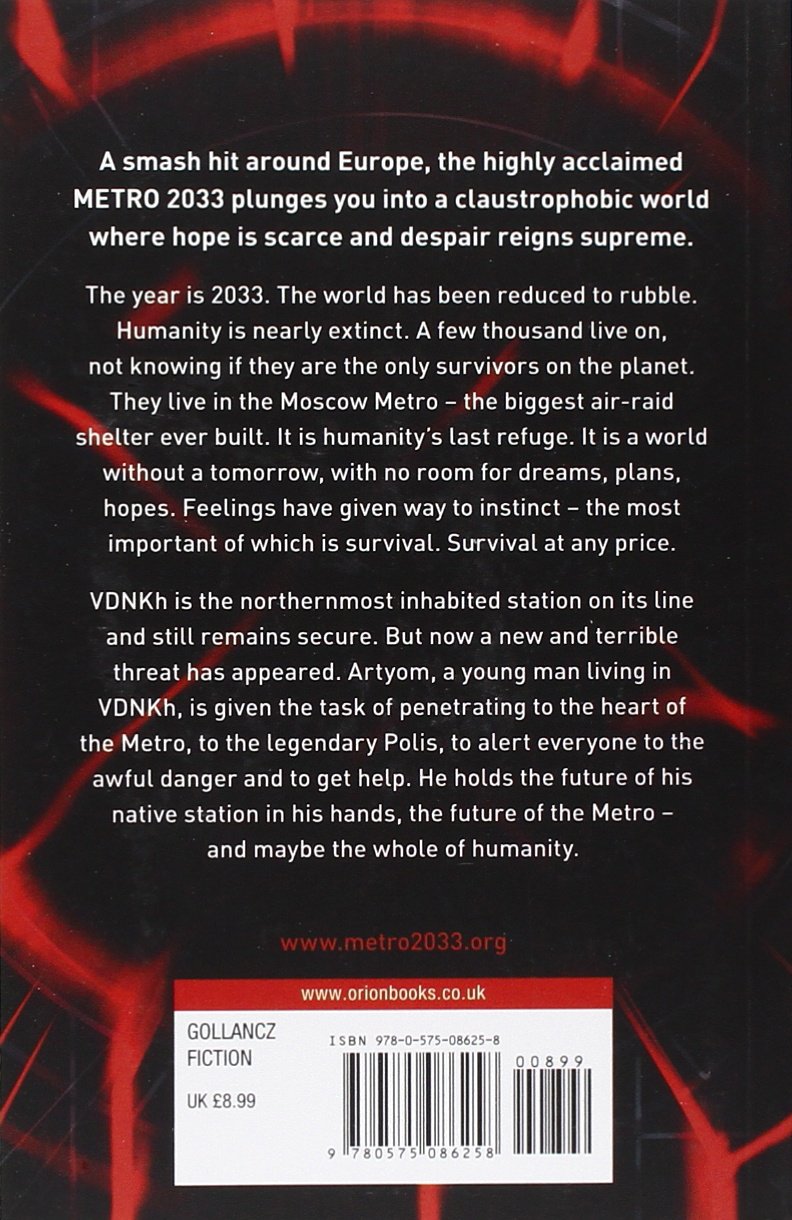 A smash hit around Europe, the highly acclaimed
METRO 2033 plunges you into a claustrophobic world
where hope is scarce and despair reigns supreme.
The year is 2033. The world has been reduced to rubble.
Humanity is nearly extinct. A few thousand live on,
not knowing if they are the only survivors on the planet.
They live in the Moscow Metro – the biggest air-raid
shelter ever built. It is humanity's last refuge. It is a world
without a tomorrow, with no room for dreams, plans,
hopes. Feelings have given way to instinct – the most
important of which is survival. Survival at any price.
VDNKh is the northernmost inhabited station on its line
and still remains secure. But now a new and terrible
threat has appeared. Artyom, a young man living in
VDNKh, is given the task of penetrating to the heart of
the Metro, to the legendary Polis, to alert everyone to the
awful danger and to get help. He holds the future of his
native station in his hands, the future of the Metro –
and maybe the whole of humanity.
www.metro2033.org
www.orionbooks.co.uk
GOLLANCZ
FICTION
UK £8.99
ISBN 978-0-575-08625-8
00899
9 780575 086258